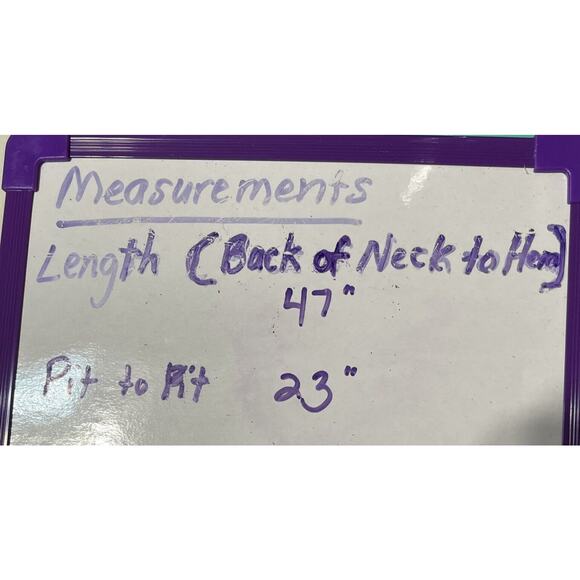 Measurements
Length (Back of Neck to Hem)
47"
Pit to Pit 23"